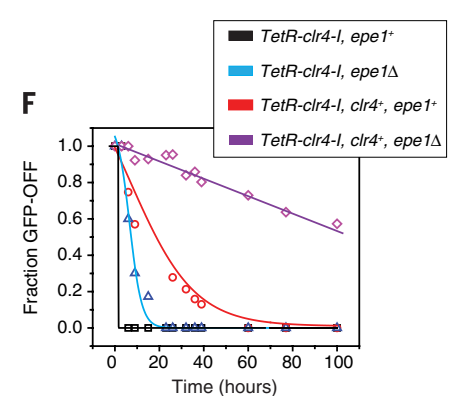 TetR-clr4-I, epe1⁺
TetR-clr4-I, epe1Δ
F
TetR-clr4-I, clr4⁺, epe1⁺
TetR-clr4-I, clr4⁺, epe1Δ
1.0
0.8
0.6
0.4
0.2
0.0
Fraction GFP-OFF
0 20 40 60 80 100
Time (hours)